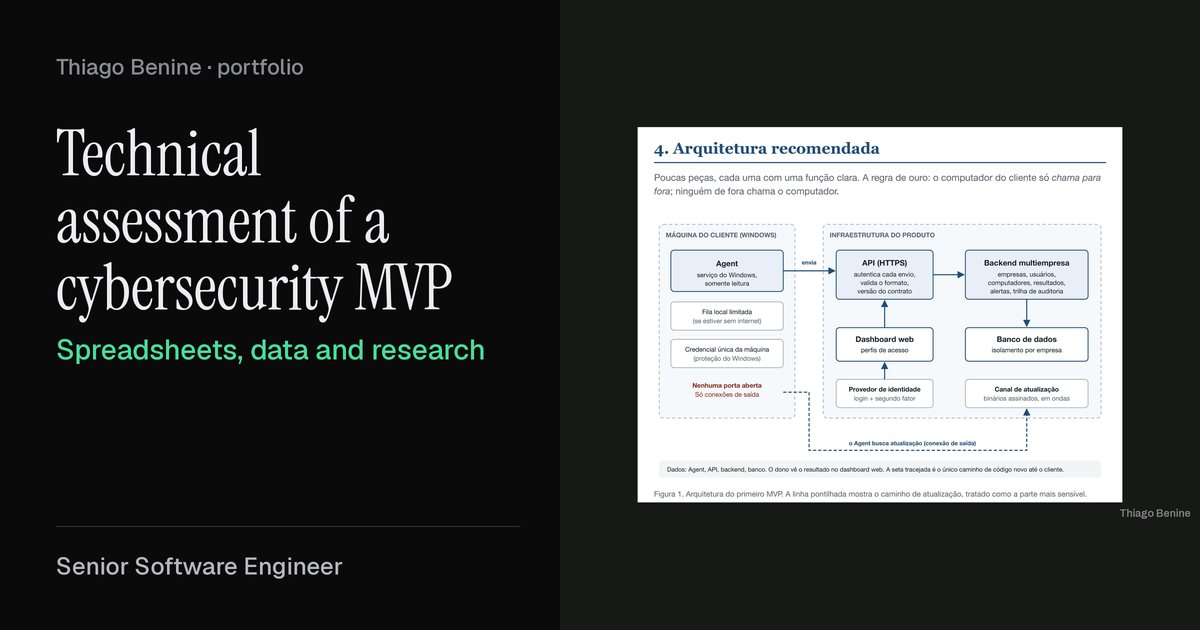 Thiago Benine · portfolio
Technical
assessment of a
cybersecurity MVP
Spreadsheets, data and research
Senior Software Engineer
4. Arquitetura recomendada
Poucas peças, cada uma com uma função clara. A regra de ouro: o computador do cliente só chama para
fora; ninguém de fora chama o computador.
MÁQUINA DO CLIENTE (WINDOWS)
Agent
serviço do Windows,
somente leitura
Fila local limitada
(se estiver sem internet)
Credencial única da máquina
(proteção do Windows)
Nenhuma porta aberta
Só conexões de saída
envia
INFRAESTRUTURA DO PRODUTO
API (HTTPS)
autentica cada envio,
valida o formato,
versão do contrato
Backend multiempresa
empresas, usuários,
computadores, resultados,
alertas, trilha de auditoria
Dashboard web
perfis de acesso
Banco de dados
isolamento por empresa
Provedor de identidade
login + segundo fator
Canal de atualização
binários assinados, em ondas
o Agent busca atualização (conexão de saída)
Dados: Agent, API, backend, banco. O dono vê o resultado no dashboard web. A seta tracejada é o único caminho de código novo até o cliente.
Figura 1. Arquitetura do primeiro MVP. A linha pontilhada mostra o caminho de atualização, tratado como a parte mais sensível.
Thiago Benine